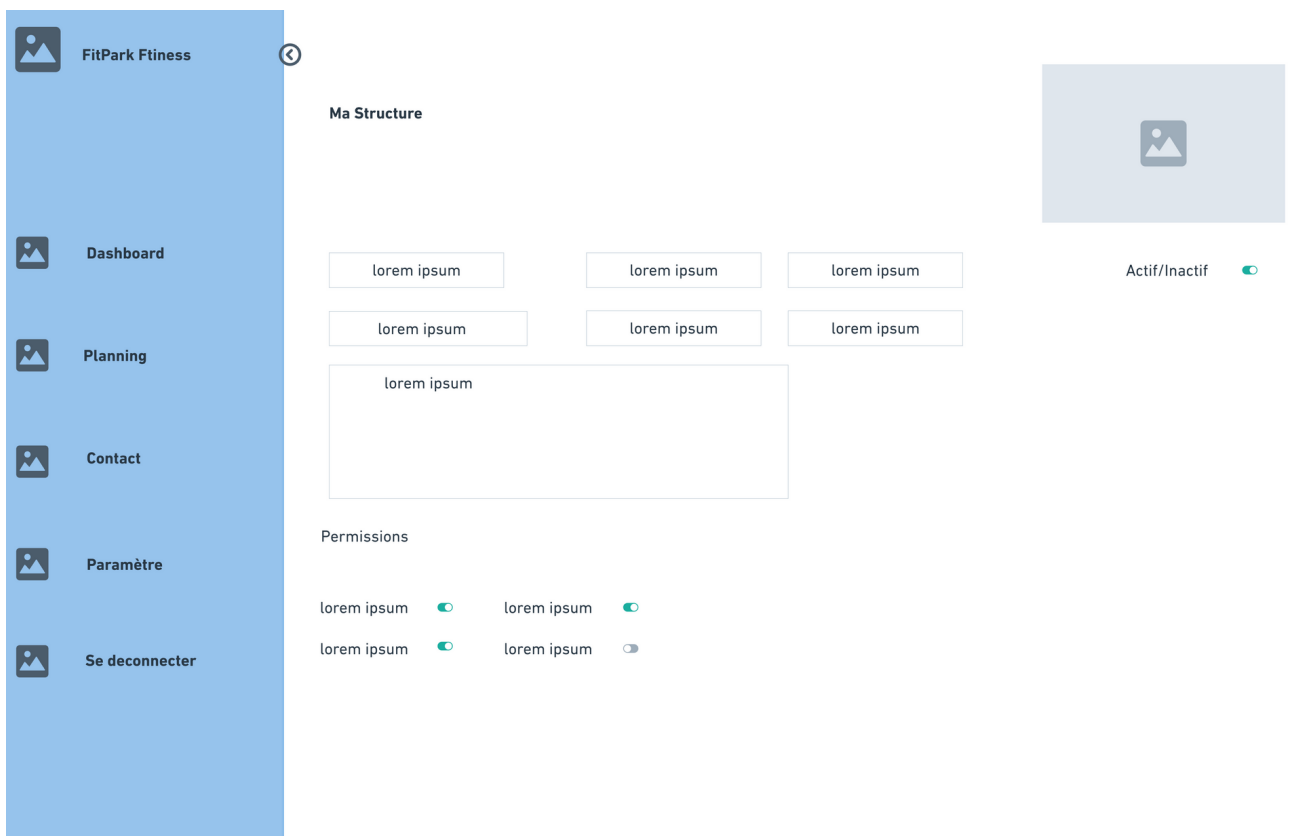 FitPark Ftiness
Ma Structure
Dashboard
Planning
Contact
Paramètre
Se deconnecter
lorem ipsum
lorem ipsum
lorem ipsum
Actif/Inactif
lorem ipsum
lorem ipsum
lorem ipsum
lorem ipsum
Permissions
lorem ipsum
lorem ipsum
lorem ipsum
lorem ipsum